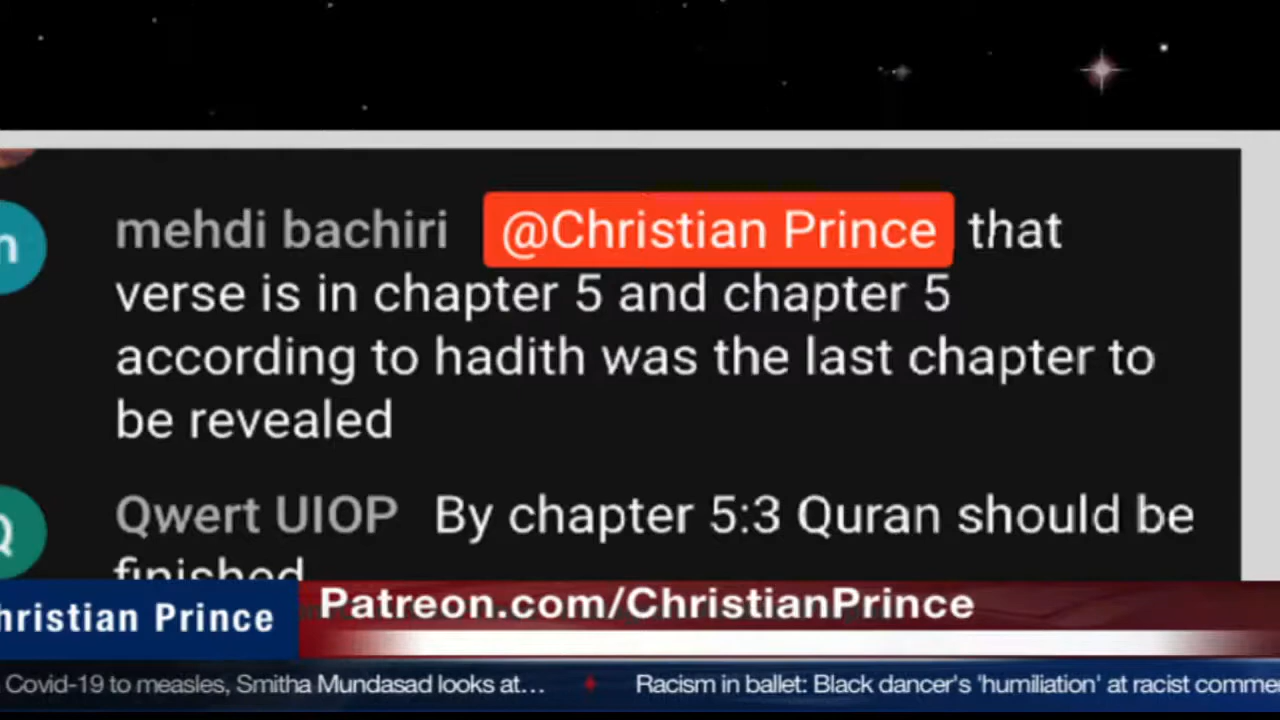 mehdi bachiri @Christian Prince that
verse is in chapter 5 and chapter 5
according to hadith was the last chapter to
be revealed
Qwert UIOP By chapter 5:3 Quran should be
finished
hristian Prince
Patreon.com/ChristianPrince
Covid-19 to measles, Smitha Mundasad looks at… Racism in ballet: Black dancer's 'humiliation' at racist comme